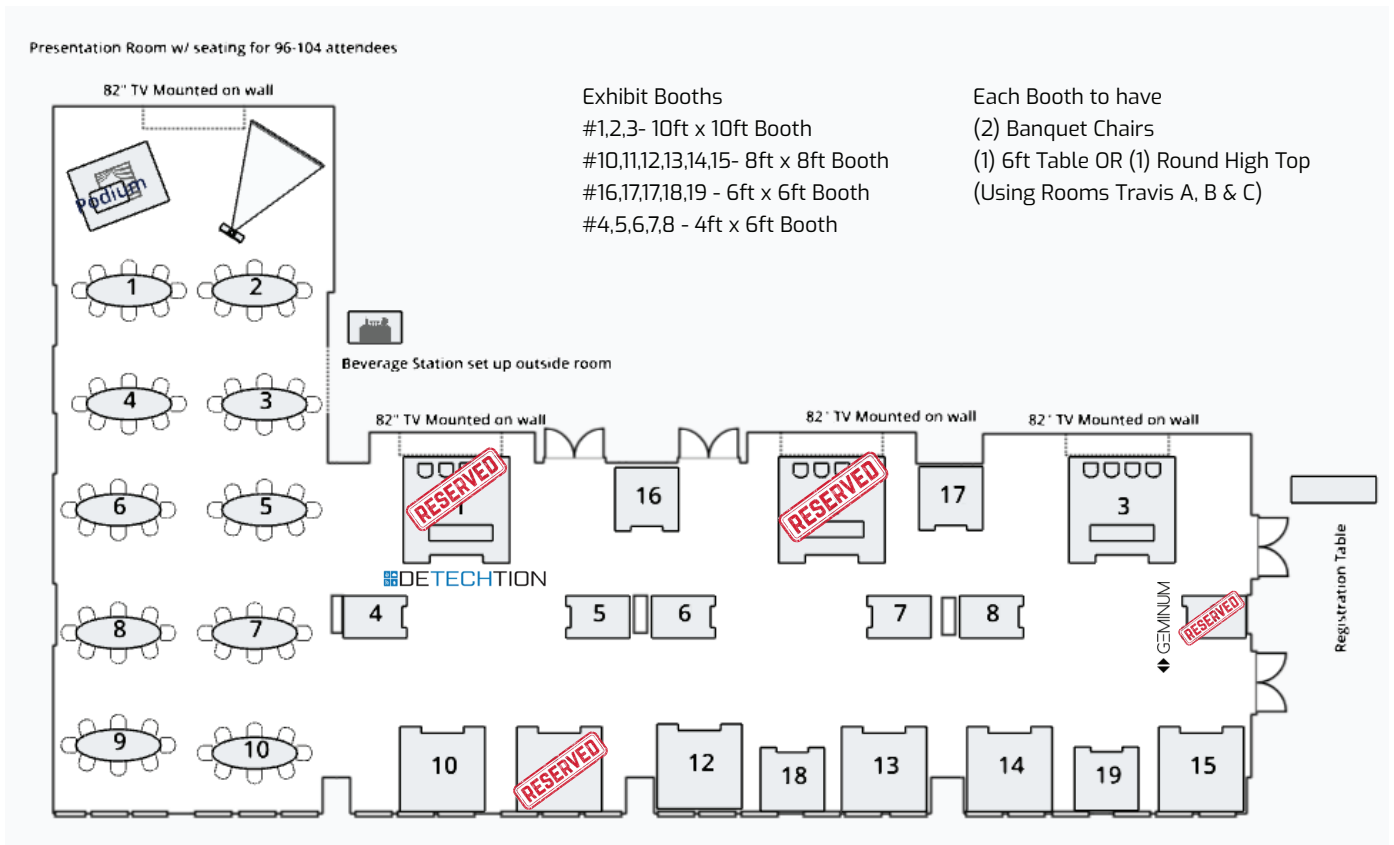 Presentation Room w/ seating for 96-104 attendees
82" TV Mounted on wall
Exhibit Booths
#1,2,3- 10ft x 10ft Booth
#10,11,12,13,14,15- 8ft x 8ft Booth
#16,17,17,18,19 - 6ft x 6ft Booth
#4,5,6,7,8 - 4ft x 6ft Booth
Each Booth to have
(2) Banquet Chairs
(1) 6ft Table OR (1) Round High Top
(Using Rooms Travis A, B & C)
Podium
1
2
Beverage Station set up outside room
4
3
82" TV Mounted on wall
82" TV Mounted on wall
82" TV Mounted on wall
6
5
RESERVED
16
RESERVED
17
3
DETECHTION
Registration Table
8
7
4
5
6
7
8
GEMINUM
RESERVED
9
10
10
RESERVED
12
18
13
14
19
15